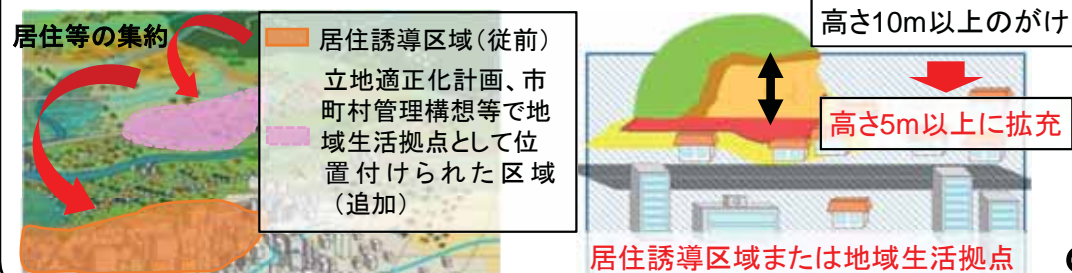 居住等の集約
居住誘導区域(従前)
立地適正化計画、市
町村管理構想等で地
域生活拠点として位
置付けられた区域
(追加)
高さ10m以上のがけ
高さ5m以上に拡充
居住誘導区域または地域生活拠点